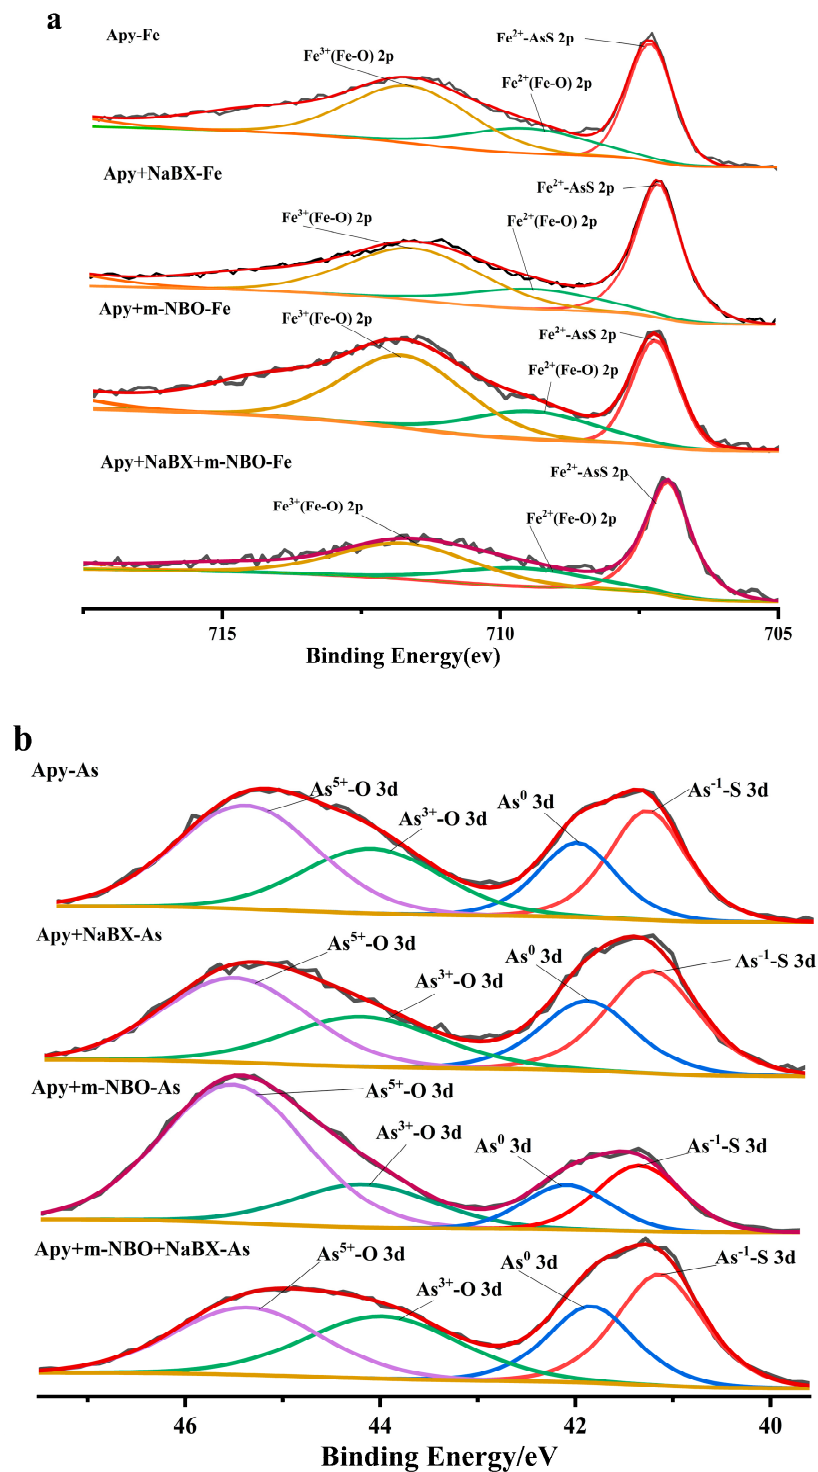 a
Apy-Fe
Fe²⁺-AsS 2p
Fe³⁺(Fe-O) 2p
Fe²⁺(Fe-O) 2p
Apy+NaBX-Fe
Fe²⁺-AsS 2p
Fe³⁺(Fe-O) 2p
Fe²⁺(Fe-O) 2p
Apy+m-NBO-Fe
Fe³⁺(Fe-O) 2p
Fe²⁺-AsS 2p
Fe²⁺(Fe-O) 2p
Apy+NaBX+m-NBO-Fe
Fe²⁺-AsS 2p
Fe³⁺(Fe-O) 2p
Fe²⁺(Fe-O) 2p
715 710 705
Binding Energy(ev)
b
Apy-As
As⁵⁺-O 3d
As³⁺-O 3d
As⁰ 3d
As⁻¹-S 3d
Apy+NaBX-As
As⁵⁺-O 3d
As³⁺-O 3d
As⁰ 3d
As⁻¹-S 3d
Apy+m-NBO-As
As⁵⁺-O 3d
As³⁺-O 3d
As⁰ 3d
As⁻¹-S 3d
Apy+m-NBO+NaBX-As
As⁵⁺-O 3d
As³⁺-O 3d
As⁰ 3d
As⁻¹-S 3d
46 44 42 40
Binding Energy/eV